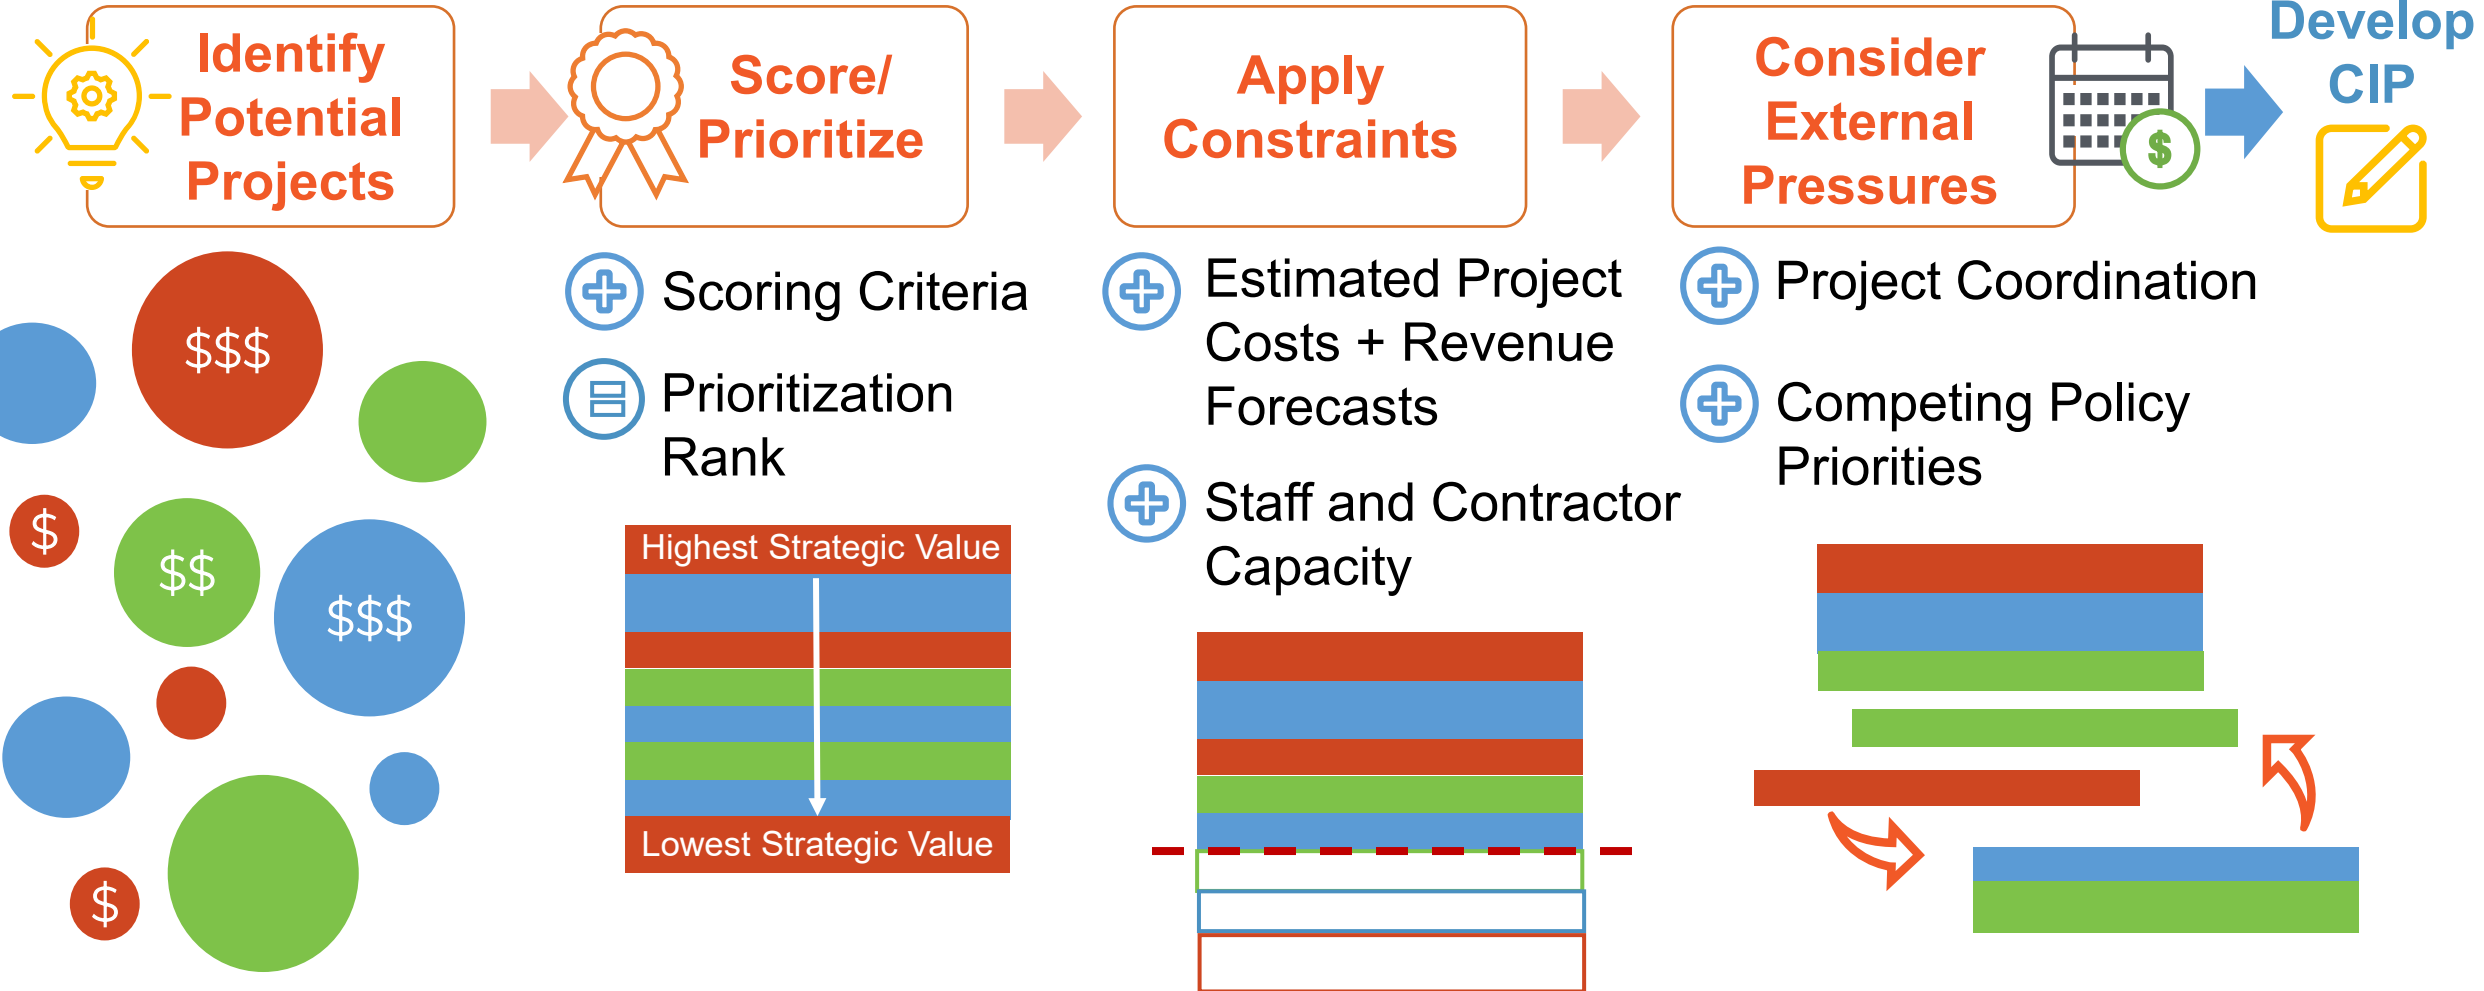 Identify
Potential
Projects
Score/
Prioritize
Apply
Constraints
Consider
External
Pressures
$
Develop
CIP
$$$
$
$$
$$$
$
Scoring Criteria
Prioritization
Rank
Highest Strategic Value
Lowest Strategic Value
Estimated Project
Costs + Revenue
Forecasts
Staff and Contractor
Capacity
Project Coordination
Competing Policy
Priorities